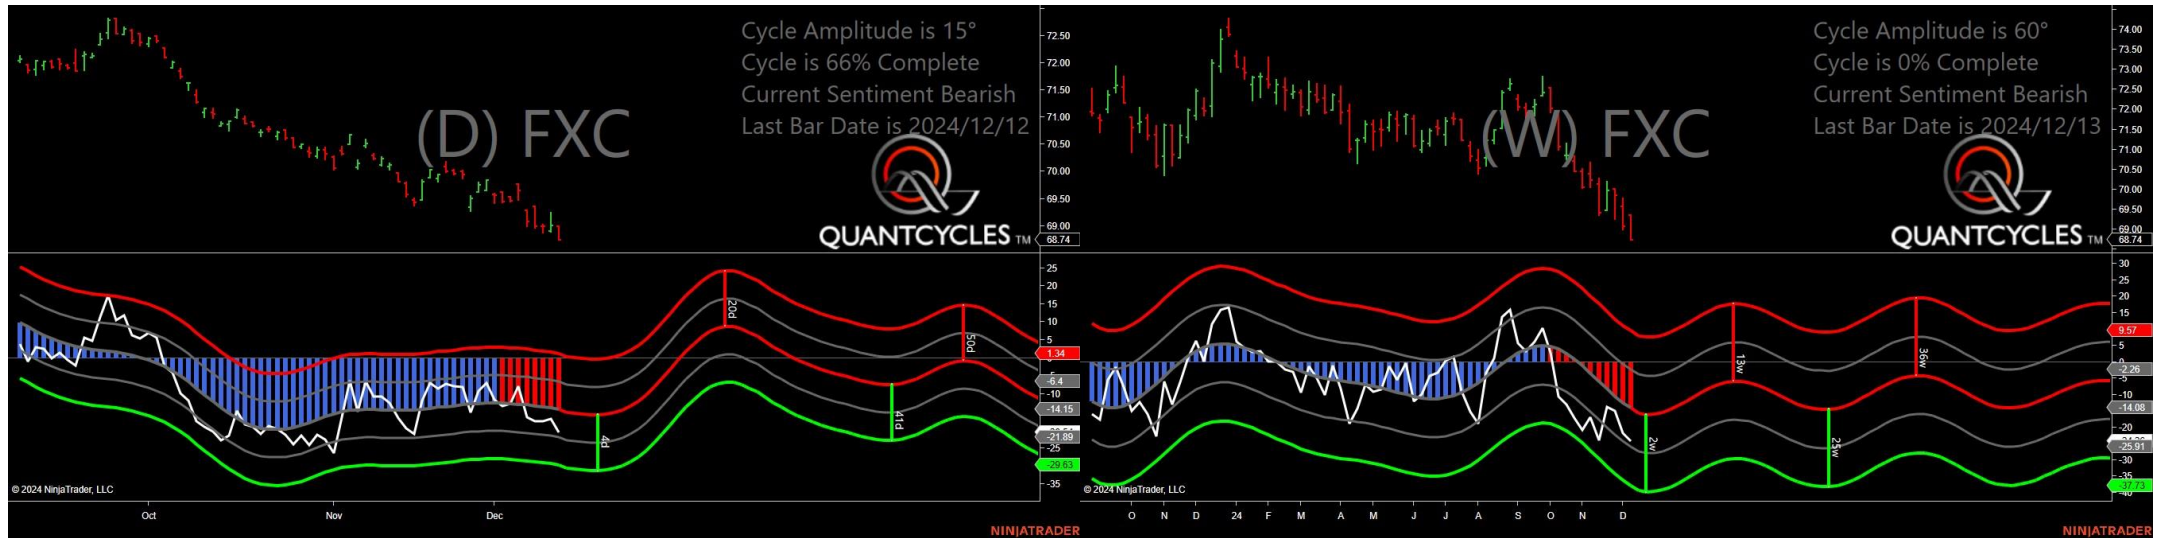 Cycle Amplitude is 15°
Cycle is 66% Complete
Current Sentiment Bearish
Last Bar Date is 2024/12/12
(D) FXC
QUANTCYCLES TM
72.50
72.00
71.50
71.00
70.50
70.00
69.50
69.00
68.74
25
20
15
10
5
1.34
-6.4
-10
-14.15
-21.89
-25
-29.63
-35
20d
50d
4d
41d
© 2024 NinjaTrader, LLC
Oct Nov Dec
NINJATRADER
Cycle Amplitude is 60°
Cycle is 0% Complete
Current Sentiment Bearish
Last Bar Date is 2024/12/13
(W) FXC
QUANTCYCLES TM
74.00
73.50
73.00
72.50
72.00
71.50
71.00
70.50
70.00
69.50
69.00
68.74
30
25
20
15
9.57
5
-2.26
-5
-10
-14.08
-20
-25.91
-30
-37.73
13w
36w
2w
25w
© 2024 NinjaTrader, LLC
O N D 24 F M A M J J A S O N D
NINJATRADER